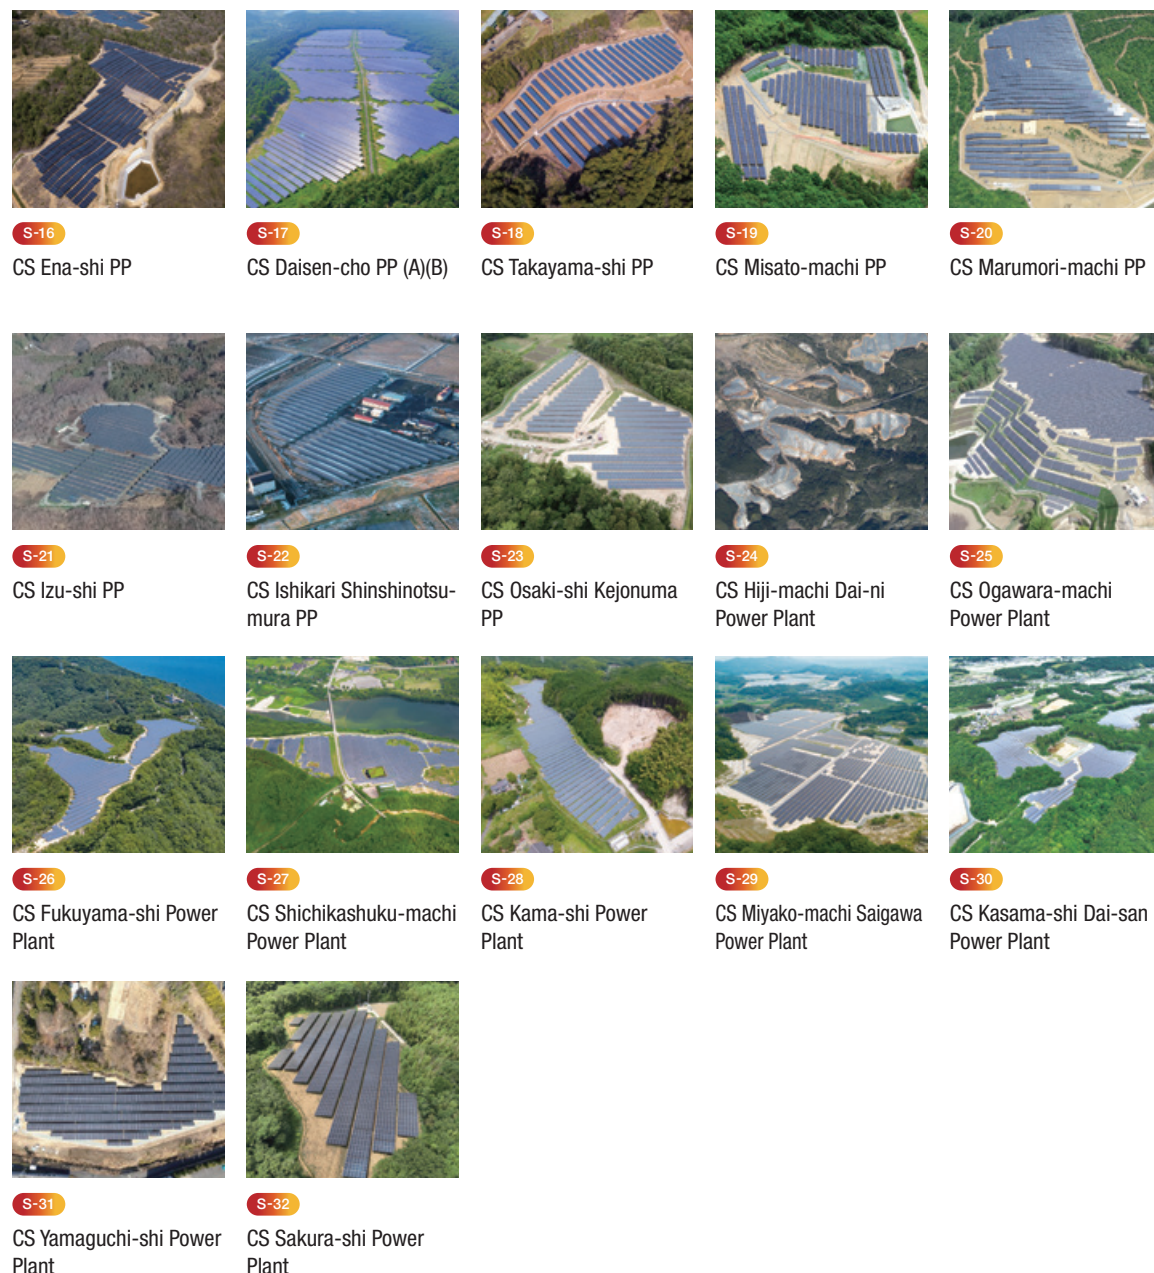 S-16
CS Ena-shi PP
S-17
CS Daisen-cho PP (A)(B)
S-18
CS Takayama-shi PP
S-19
CS Misato-machi PP
S-20
CS Marumori-machi PP
S-21
CS Izu-shi PP
S-22
CS Ishikari Shinshinotsu-
mura PP
S-23
CS Osaki-shi Kejonuma
PP
S-24
CS Hiji-machi Dai-ni
Power Plant
S-25
CS Ogawara-machi
Power Plant
S-26
CS Fukuyama-shi Power
Plant
S-27
CS Shichikashuku-machi
Power Plant
S-28
CS Kama-shi Power
Plant
S-29
CS Miyako-machi Saigawa
Power Plant
S-30
CS Kasama-shi Dai-san
Power Plant
S-31
CS Yamaguchi-shi Power
Plant
S-32
CS Sakura-shi Power
Plant